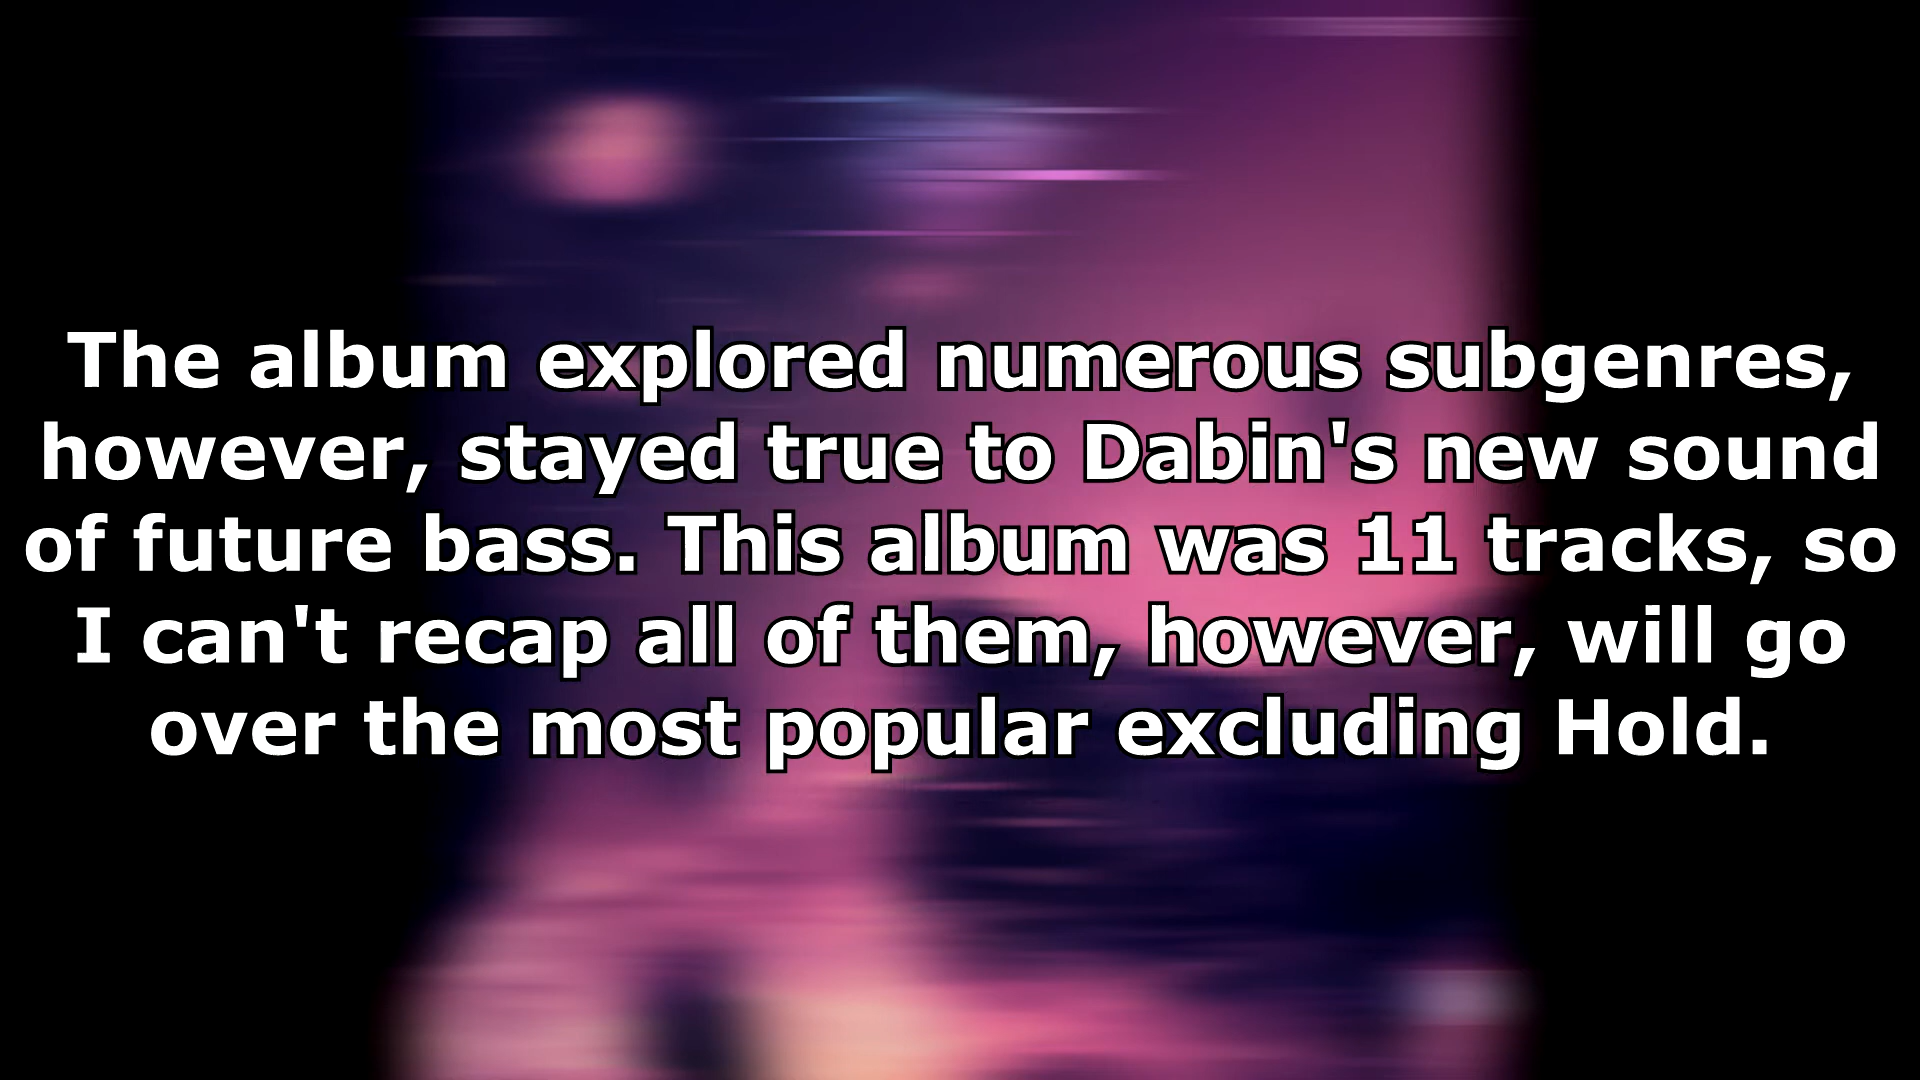 The album explored numerous subgenres,
however, stayed true to Dabin's new sound
of future bass. This album was 11 tracks, so
I can't recap all of them, however, will go
over the most popular excluding Hold.